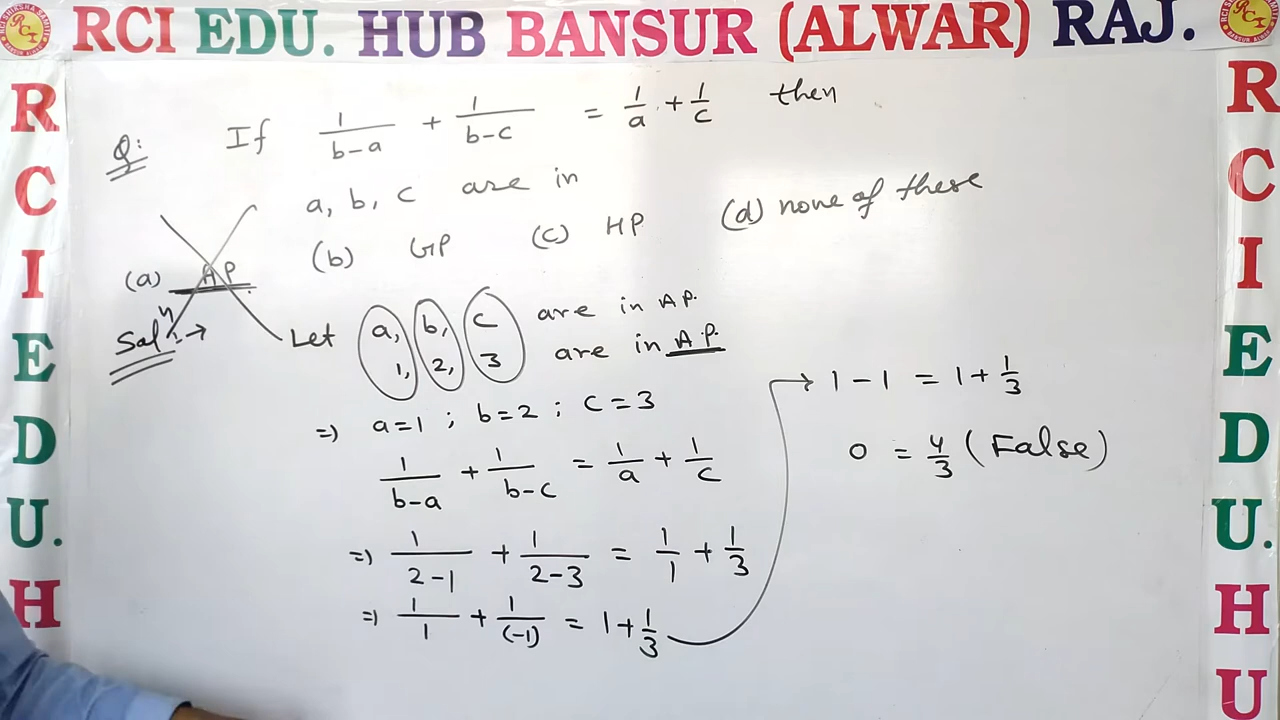 RCI EDU. HUB BANSUR (ALWAR) RAJ.
R C I E D U. H
R C I E D U. H U
Q: If 1/(b-a) + 1/(b-c) = 1/a + 1/c then
a, b, c are in
(a) AP (b) GP (c) HP (d) none of these
Solⁿ :→ Let a, b, c are in A.P.
1, 2, 3 are in A.P.
=) a=1 ; b=2 ; c=3
1/(b-a) + 1/(b-c) = 1/a + 1/c
=) 1/(2-1) + 1/(2-3) = 1/1 + 1/3
=) 1/1 + 1/(-1) = 1+1/3
→ 1-1 = 1+1/3
0 = 4/3 (False)